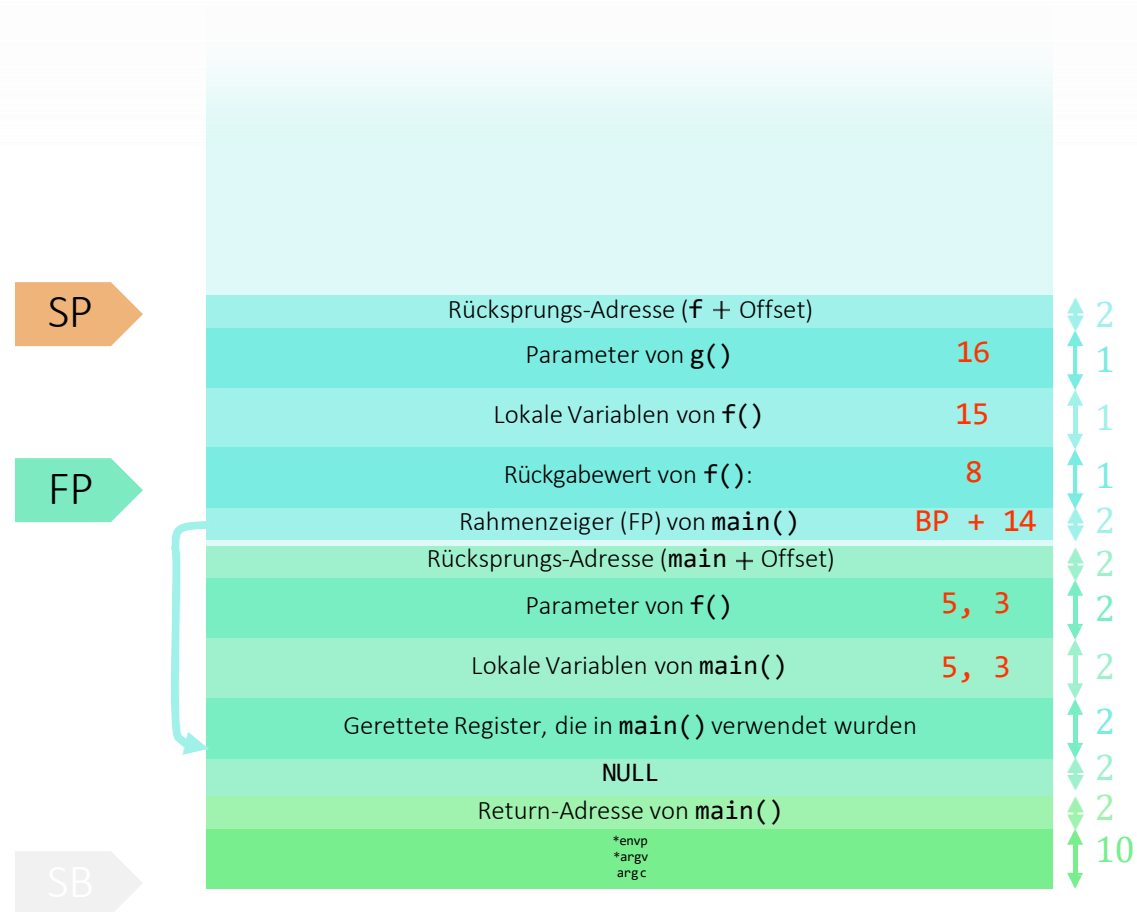 SP
Rücksprungs-Adresse (f + Offset) 2
Parameter von g() 16 1
Lokale Variablen von f() 15 1
FP
Rückgabewert von f(): 8 1
Rahmenzeiger (FP) von main() BP + 14 2
Rücksprungs-Adresse (main + Offset) 2
Parameter von f() 5, 3 2
Lokale Variablen von main() 5, 3 2
Gerettete Register, die in main() verwendet wurden 2
NULL 2
Return-Adresse von main() 2
*envp
*argv 10
argc
SB